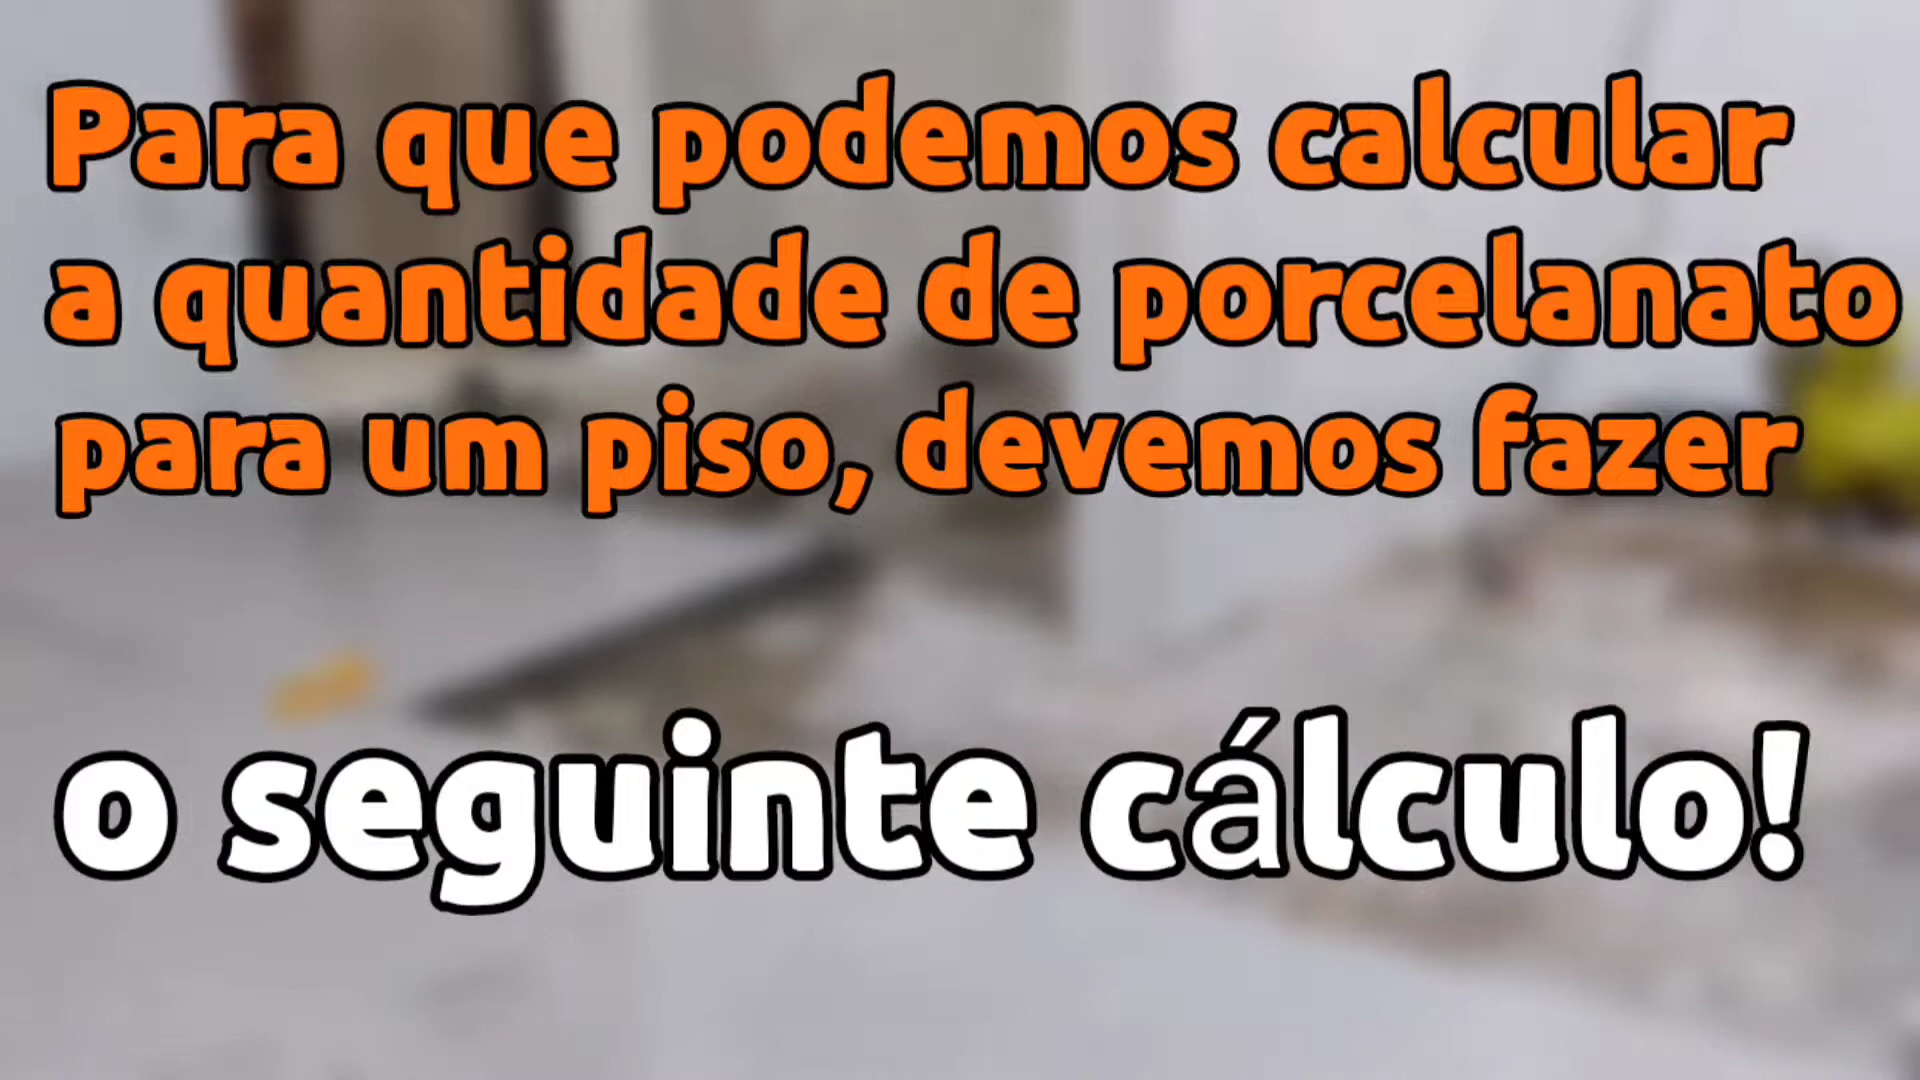 Para que podemos calcular
a quantidade de porcelanato
para um piso, devemos fazer
o seguinte cálculo!